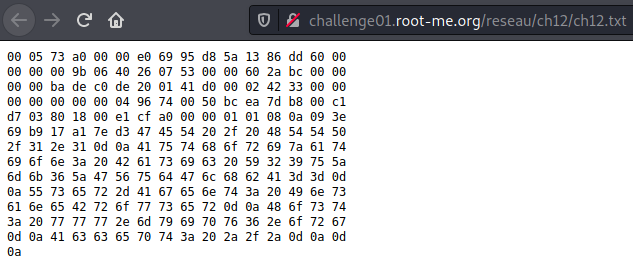 challenge01.root-me.org/reseau/ch12/ch12.txt
00 05 73 a0 00 00 e0 69 95 d8 5a 13 86 dd 60 00
00 00 00 9b 06 40 26 07 53 00 00 60 2a bc 00 00
00 00 ba de c0 de 20 01 41 d0 00 02 42 33 00 00
00 00 00 00 00 04 96 74 00 50 bc ea 7d b8 00 c1
d7 03 80 18 00 e1 cf a0 00 00 01 01 08 0a 09 3e
69 b9 17 a1 7e d3 47 45 54 20 2f 20 48 54 54 50
2f 31 2e 31 0d 0a 41 75 74 68 6f 72 69 7a 61 74
69 6f 6e 3a 20 42 61 73 69 63 20 59 32 39 75 5a
6d 6b 36 5a 47 56 75 64 47 6c 68 62 41 3d 3d 0d
0a 55 73 65 72 2d 41 67 65 6e 74 3a 20 49 6e 73
61 6e 65 42 72 6f 77 73 65 72 0d 0a 48 6f 73 74
3a 20 77 77 77 2e 6d 79 69 70 76 36 2e 6f 72 67
0d 0a 41 63 63 65 70 74 3a 20 2a 2f 2a 0d 0a 0d
0a